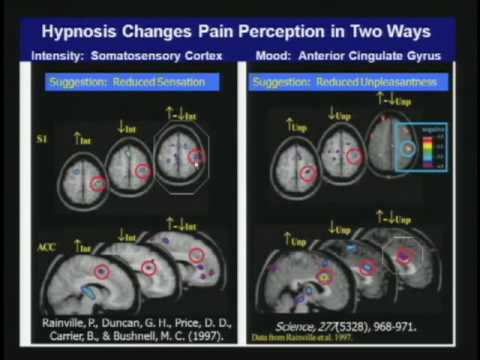 Hypnosis Changes Pain Perception in Two Ways
Intensity: Somatosensory Cortex
Mood: Anterior Cingulate Gyrus
Suggestion: Reduced Sensation
S1
↑Int
↓Int
↑-↓Int
ACC
↑Int
↓Int
↑-↓Int
Rainville, P., Duncan, G. H., Price, D. D.,
Carrier, B., & Bushnell, M. C. (1997).
Suggestion: Reduced Unpleasantness
↑Unp
↓Unp
↑-↓Unp
negative
↑Unp
↓Unp
↑-↓Unp
Science, 277(5328), 968-971.
Data from Rainville et al. 1997.